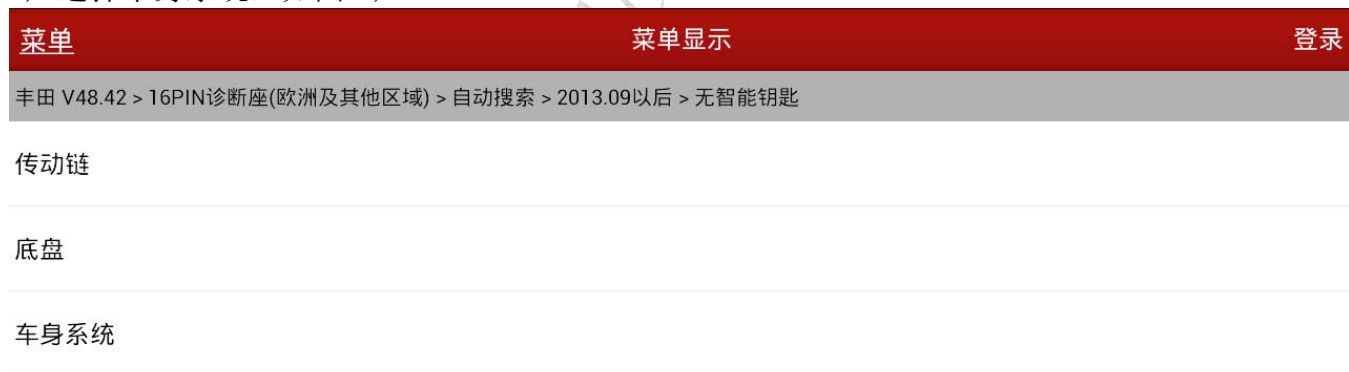 菜单 菜单显示 登录
丰田 V48.42 > 16PIN诊断座(欧洲及其他区域) > 自动搜索 > 2013.09以后 > 无智能钥匙
传动链
底盘
车身系统